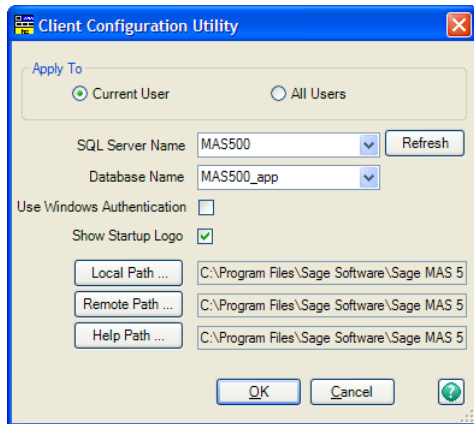 Client Configuration Utility
Apply To
Current User All Users
SQL Server Name MAS500 Refresh
Database Name MAS500_app
Use Windows Authentication
Show Startup Logo
Local Path ... C:\Program Files\Sage Software\Sage MAS 5
Remote Path ... C:\Program Files\Sage Software\Sage MAS 5
Help Path ... C:\Program Files\Sage Software\Sage MAS 5
OK Cancel ?